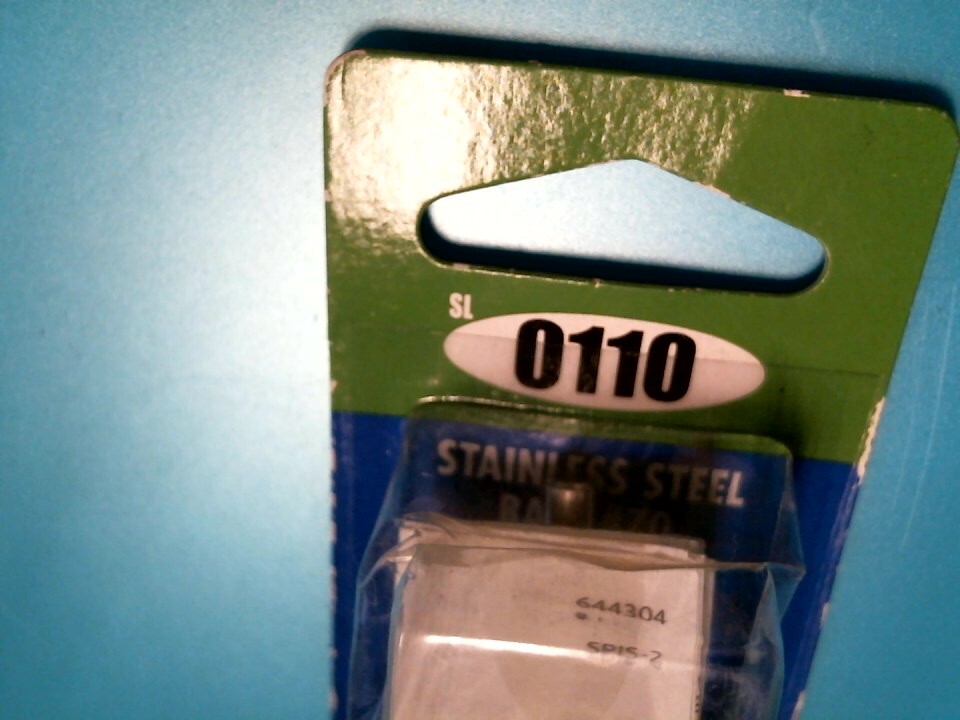 SL
0110
STAINLESS STEEL
644304
SPIS-2